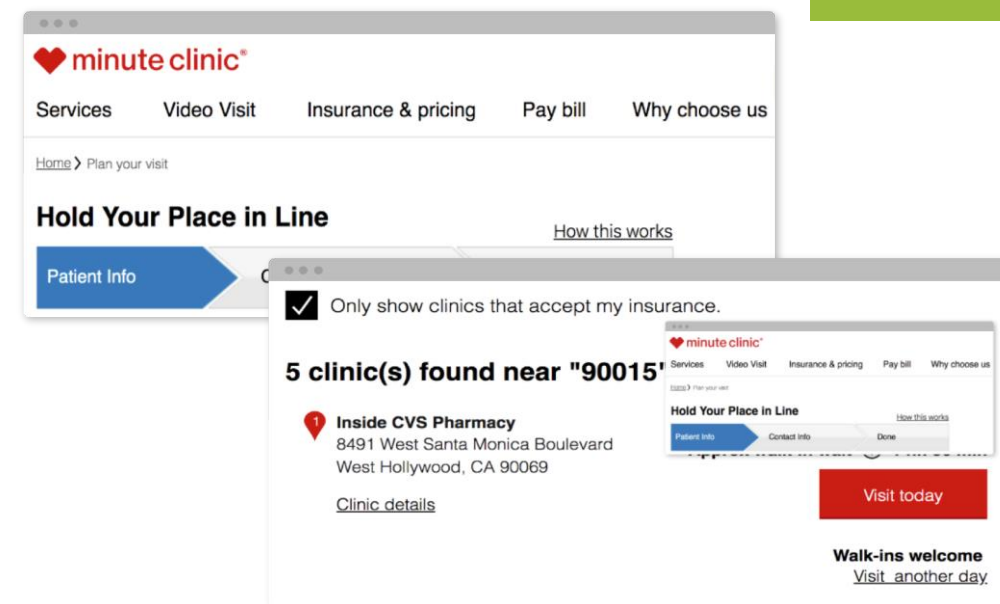 minute clinic®
Services Video Visit Insurance & pricing Pay bill Why choose us
Home > Plan your visit
Hold Your Place in Line
How this works
Patient Info
✓ Only show clinics that accept my insurance.
5 clinic(s) found near "90015"
1 Inside CVS Pharmacy
8491 West Santa Monica Boulevard
West Hollywood, CA 90069
Clinic details
minute clinic®
Services Video Visit Insurance & pricing Pay bill Why choose us
Home > Plan your visit
Hold Your Place in Line
How this works
Patient Info Contact Info Done
Visit today
Walk-ins welcome
Visit another day